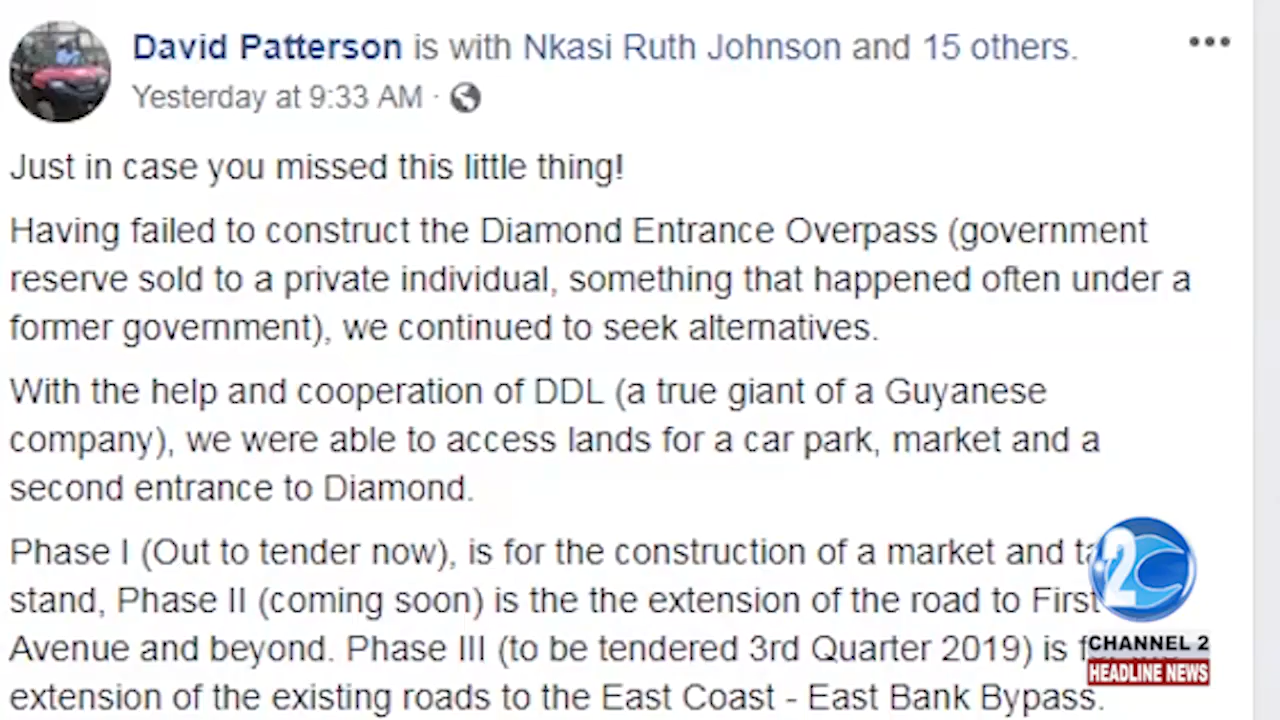 David Patterson is with Nkasi Ruth Johnson and 15 others.
Yesterday at 9:33 AM ·
Just in case you missed this little thing!
Having failed to construct the Diamond Entrance Overpass (government
reserve sold to a private individual, something that happened often under a
former government), we continued to seek alternatives.
With the help and cooperation of DDL (a true giant of a Guyanese
company), we were able to access lands for a car park, market and a
second entrance to Diamond.
Phase I (Out to tender now), is for the construction of a market and
stand, Phase II (coming soon) is the the extension of the road to First
Avenue and beyond. Phase III (to be tendered 3rd Quarter 2019) is
extension of the existing roads to the East Coast - East Bank Bypass.
2
CHANNEL 2
HEADLINE NEWS